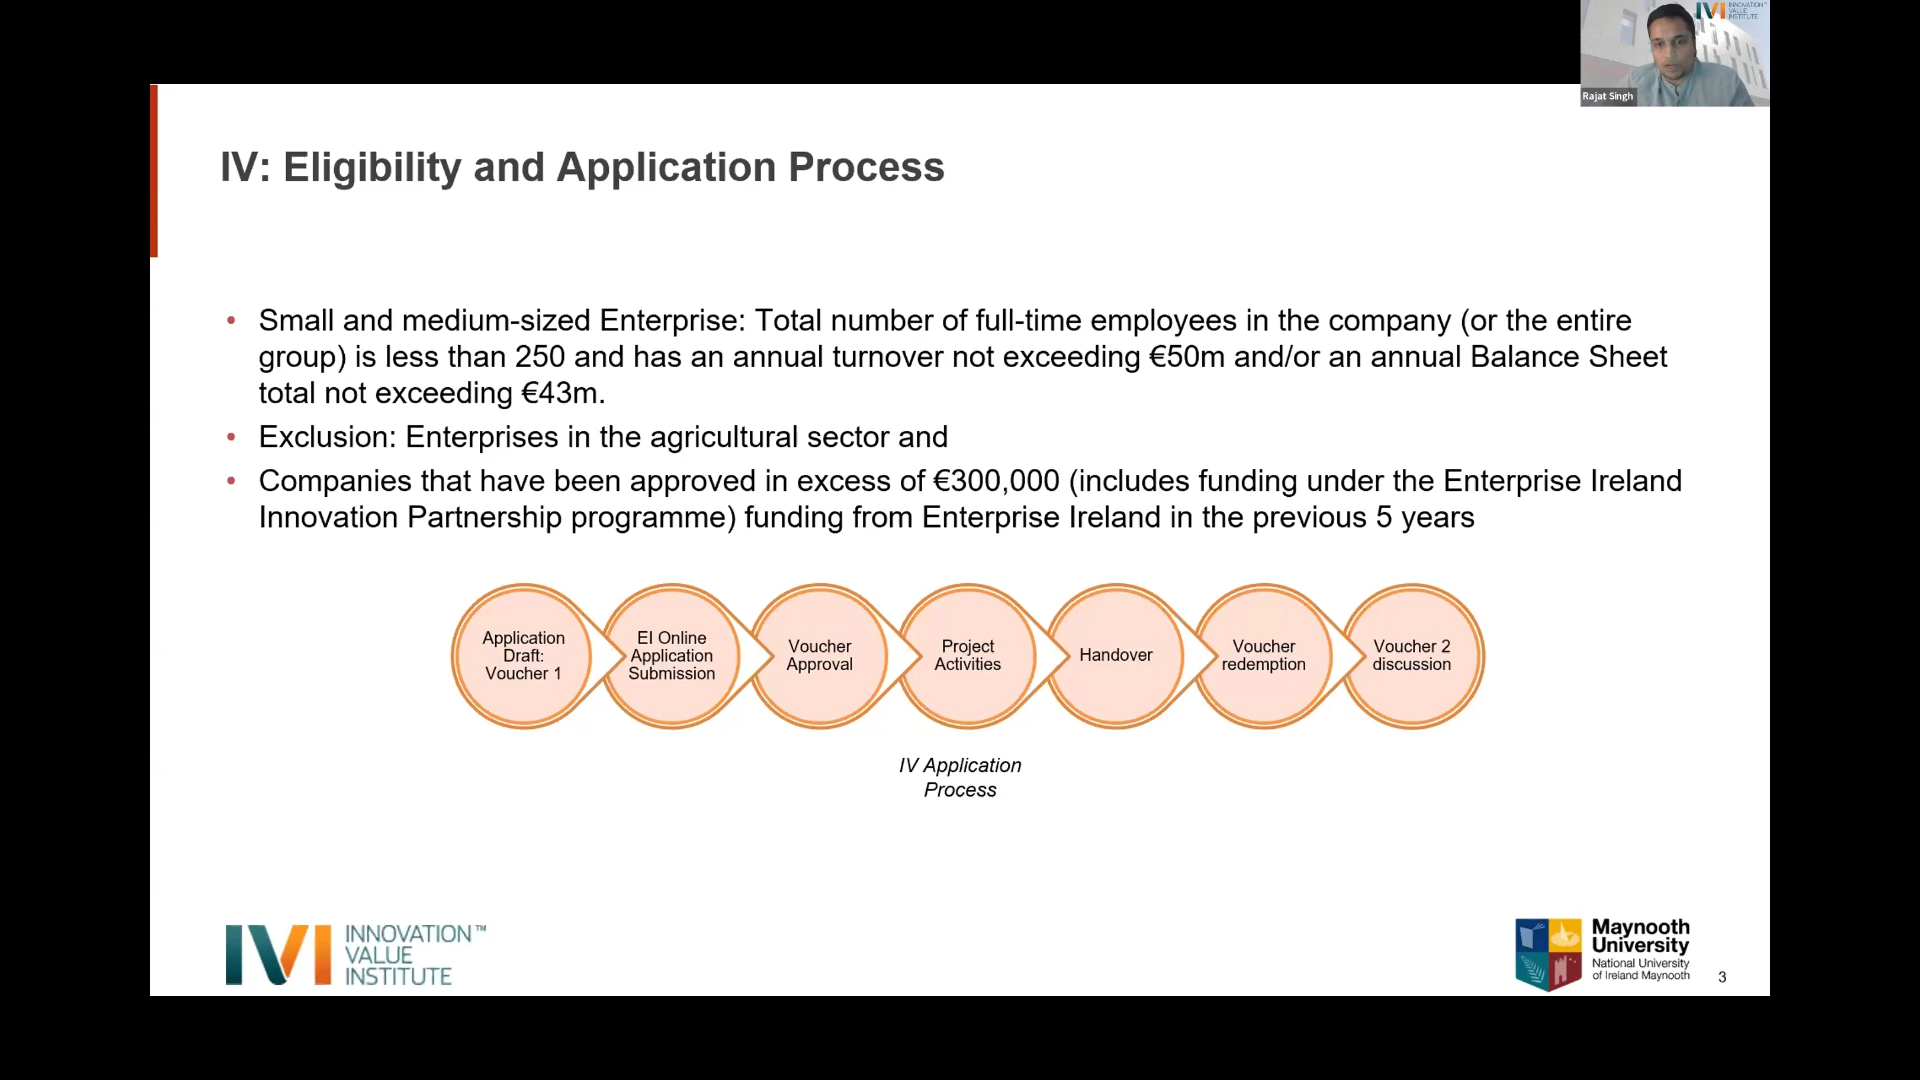 IVI INNOVATION
VALUE
INSTITUTE
Rajat Singh
IV: Eligibility and Application Process
• Small and medium-sized Enterprise: Total number of full-time employees in the company (or the entire
group) is less than 250 and has an annual turnover not exceeding €50m and/or an annual Balance Sheet
total not exceeding €43m.
• Exclusion: Enterprises in the agricultural sector and
• Companies that have been approved in excess of €300,000 (includes funding under the Enterprise Ireland
Innovation Partnership programme) funding from Enterprise Ireland in the previous 5 years
Application
Draft:
Voucher 1
EI Online
Application
Submission
Voucher
Approval
Project
Activities
Handover
Voucher
redemption
Voucher 2
discussion
IV Application
Process
IVI
INNOVATION™
VALUE
INSTITUTE
Maynooth
University
National University
of Ireland Maynooth
3